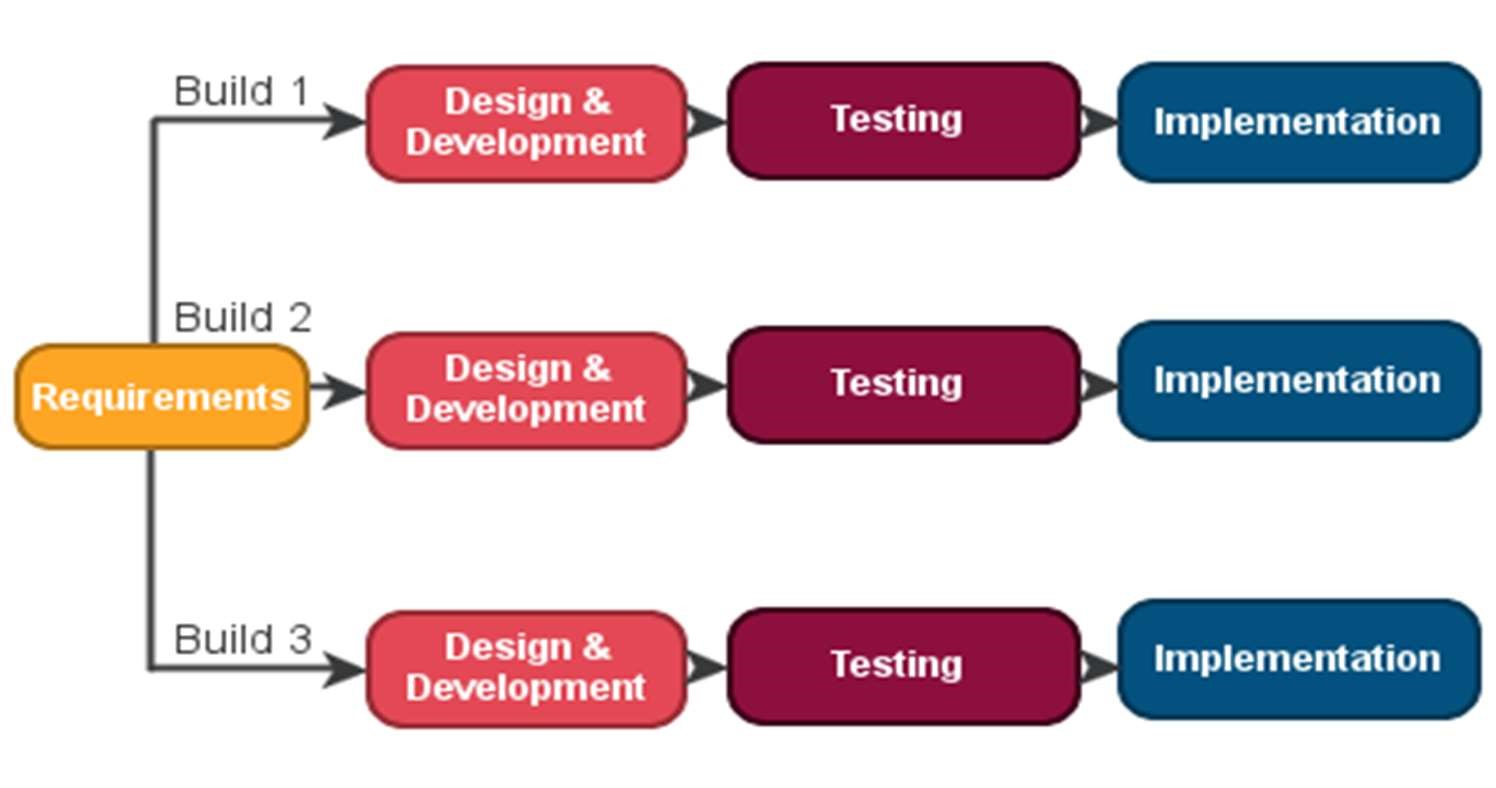 Build 1
Design &
Development
Testing
Implementation
Build 2
Requirements
Design &
Development
Testing
Implementation
Build 3
Design &
Development
Testing
Implementation